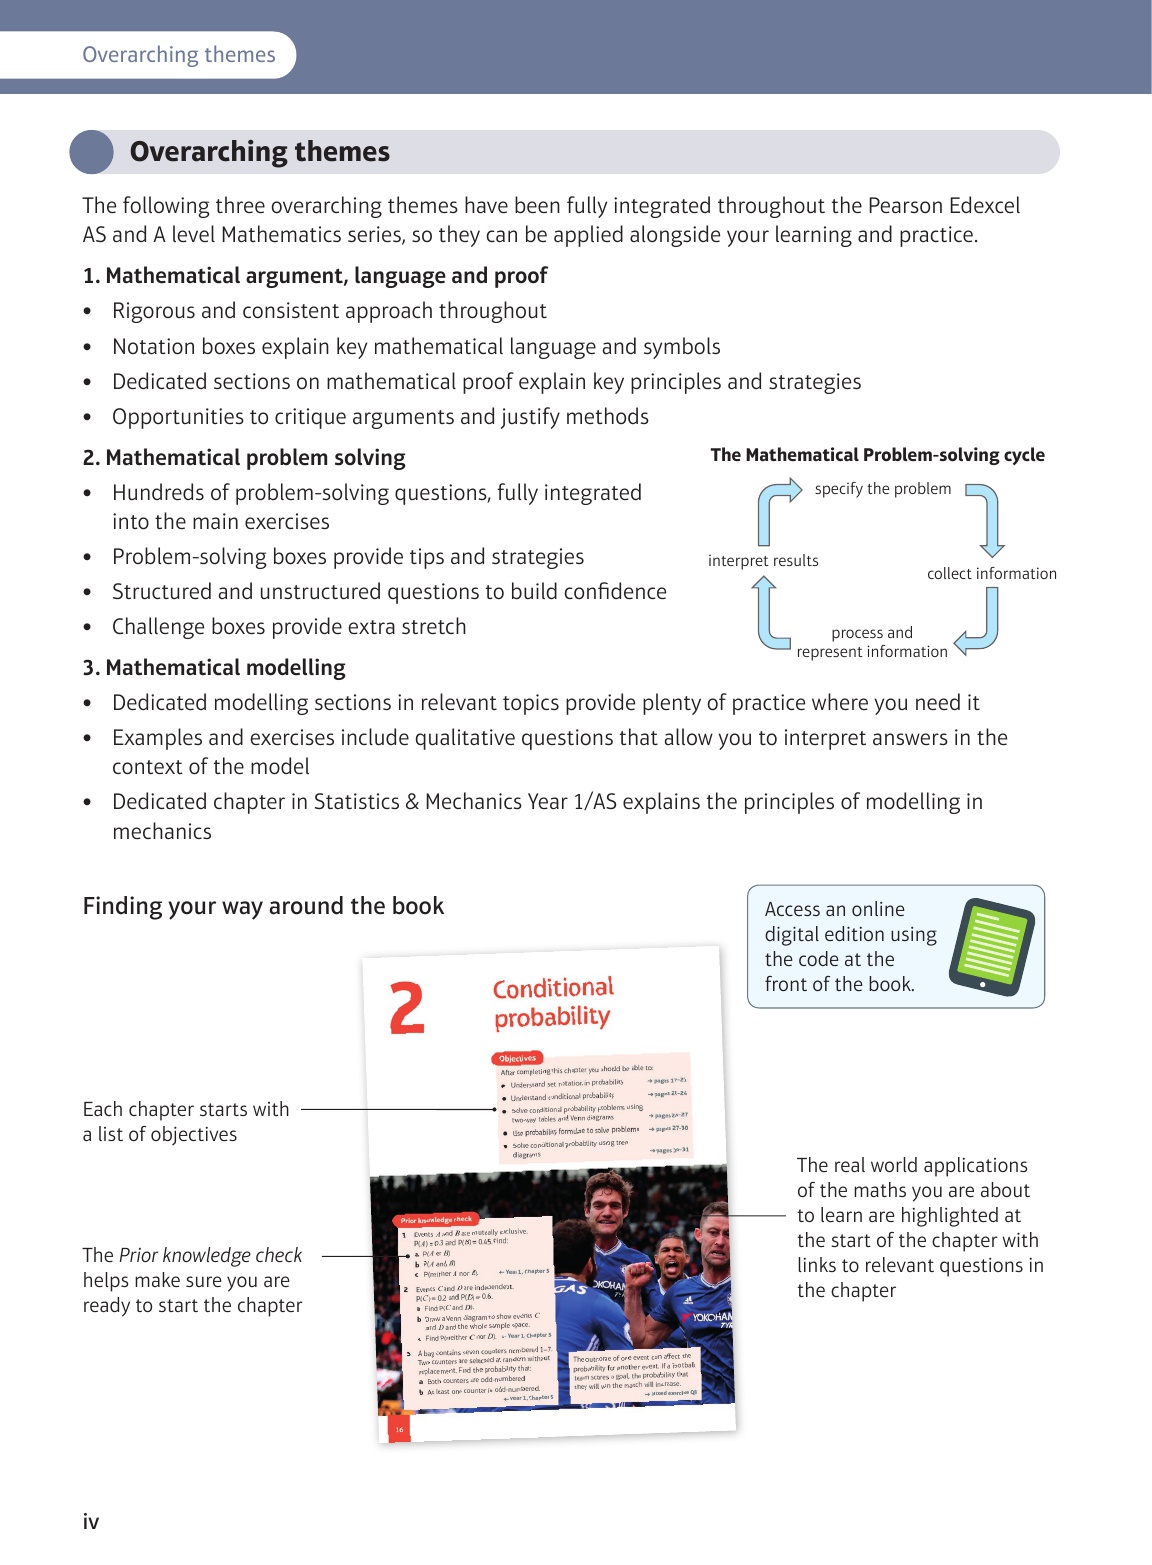 Overarching themes
Overarching themes
The following three overarching themes have been fully integrated throughout the Pearson Edexcel
AS and A level Mathematics series, so they can be applied alongside your learning and practice.
1. Mathematical argument, language and proof
• Rigorous and consistent approach throughout
• Notation boxes explain key mathematical language and symbols
• Dedicated sections on mathematical proof explain key principles and strategies
• Opportunities to critique arguments and justify methods
2. Mathematical problem solving
• Hundreds of problem-solving questions, fully integrated
into the main exercises
• Problem-solving boxes provide tips and strategies
• Structured and unstructured questions to build confidence
• Challenge boxes provide extra stretch
The Mathematical Problem-solving cycle
specify the problem
interpret results
collect information
process and
represent information
3. Mathematical modelling
• Dedicated modelling sections in relevant topics provide plenty of practice where you need it
• Examples and exercises include qualitative questions that allow you to interpret answers in the
context of the model
• Dedicated chapter in Statistics & Mechanics Year 1/AS explains the principles of modelling in
mechanics
Finding your way around the book
Access an online
digital edition using
the code at the
front of the book.
2
Conditional
probability
Objectives
After completing this chapter you should be able to:
• Understand set notation in probability → pages 17–21
• Understand conditional probability → pages 21–24
• Solve conditional probability problems using
two-way tables and Venn diagrams → pages 24–27
• Use probability formulae to solve problems → pages 27–30
• Solve conditional probability using tree
diagrams → pages 30–33
Each chapter starts with
a list of objectives
The real world applications
of the maths you are about
to learn are highlighted at
the start of the chapter with
links to relevant questions in
the chapter
The Prior knowledge check
helps make sure you are
ready to start the chapter
Prior knowledge check
1 Events A and B are mutually exclusive.
P(A) = 0.3 and P(B) = 0.45. Find:
a P(A or B)
b P(A and B)
c P(neither A nor B). ← Year 1, Chapter 5
2 Events C and D are independent.
P(C) = 0.2 and P(D) = 0.6.
a Find P(C and D).
b Draw a Venn diagram to show events C
and D and the whole sample space.
c Find P(neither C nor D). ← Year 1, Chapter 5
3 A bag contains seven counters numbered 1–7.
Two counters are selected at random without
replacement. Find the probability that:
a Both counters are odd-numbered
b At least one counter is odd-numbered.
← Year 1, Chapter 5
GAS
YOKOHAMA
TYR
The outcome of one event can affect the
probability for another event. If a football
team scores a goal, the probability that
they will win the match will increase.
→ Mixed exercise Q8
16
iv